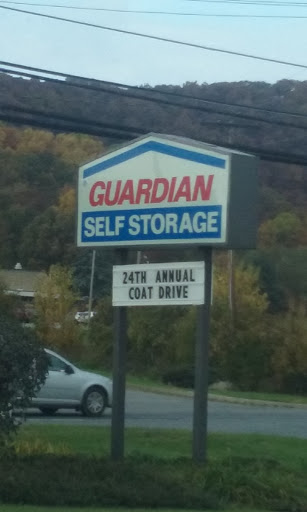 GUARDIAN
SELF STORAGE
24TH ANNUAL
COAT DRIVE